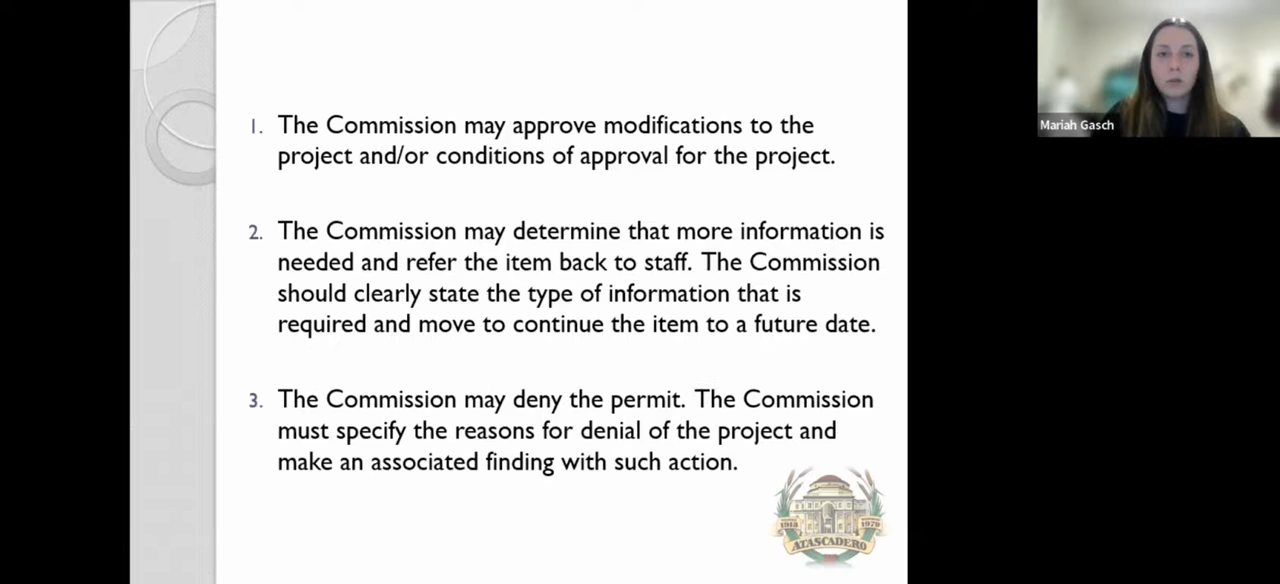 1. The Commission may approve modifications to the
project and/or conditions of approval for the project.
2. The Commission may determine that more information is
needed and refer the item back to staff. The Commission
should clearly state the type of information that is
required and move to continue the item to a future date.
3. The Commission may deny the permit. The Commission
must specify the reasons for denial of the project and
make an associated finding with such action.
Mariah Gasch
1913
1979
ATASCADERO